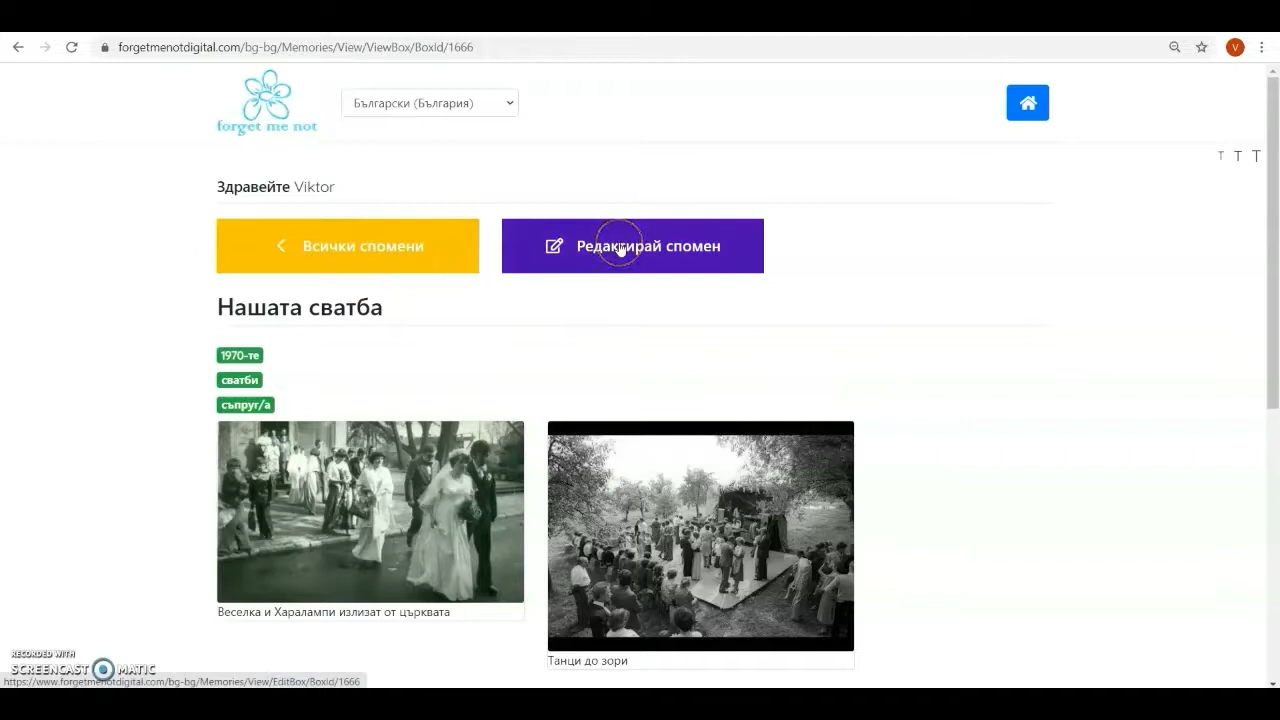 forgetmenotdigital.com/bg-bg/Memories/View/ViewBox/BoxId/1666
V
forget me not
Български (България)
T T T
Здравейте Viktor
Всички спомени
Редактирай спомен
Нашата сватба
1970-те
сватби
съпруг/а
Веселка и Харалампи излизат от църквата
Танци до зори
RECORDED WITH
SCREENCAST MATIC
https://www.forgetmenotdigital.com/bg-bg/Memories/View/EditBox/BoxId/1666